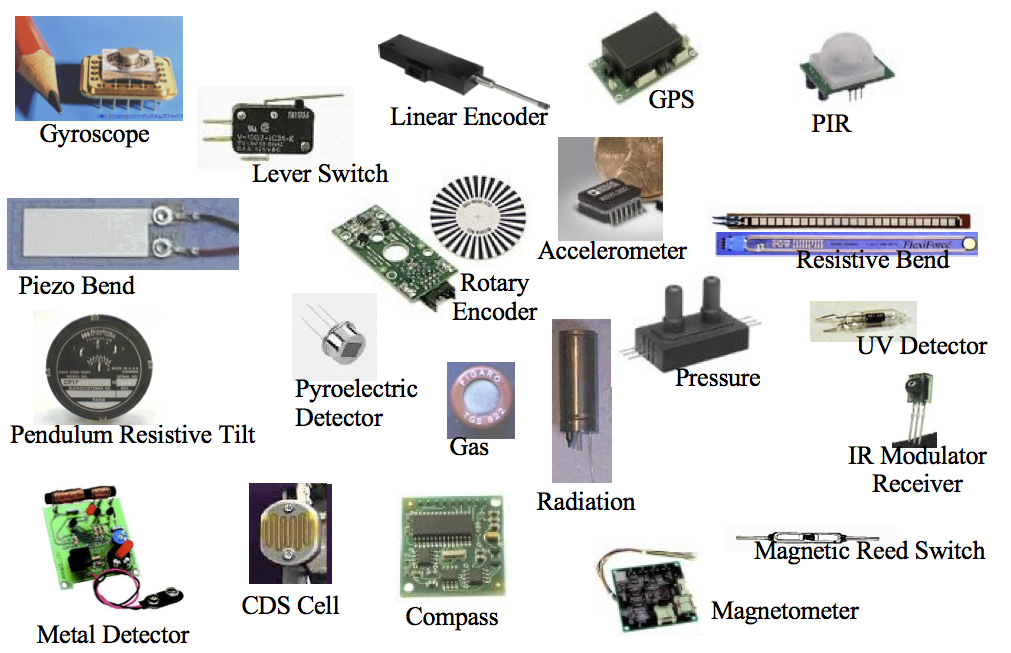 Gyroscope
Lever Switch
Linear Encoder
GPS
PIR
Piezo Bend
Rotary
Encoder
Accelerometer
FlexiForce
Resistive Bend
Pendulum Resistive Tilt
Pyroelectric
Detector
FIGARO
TGS 822
Gas
Radiation
Pressure
UV Detector
IR Modulator
Receiver
Metal Detector
CDS Cell
Compass
Magnetic Reed Switch
Magnetometer
CP17